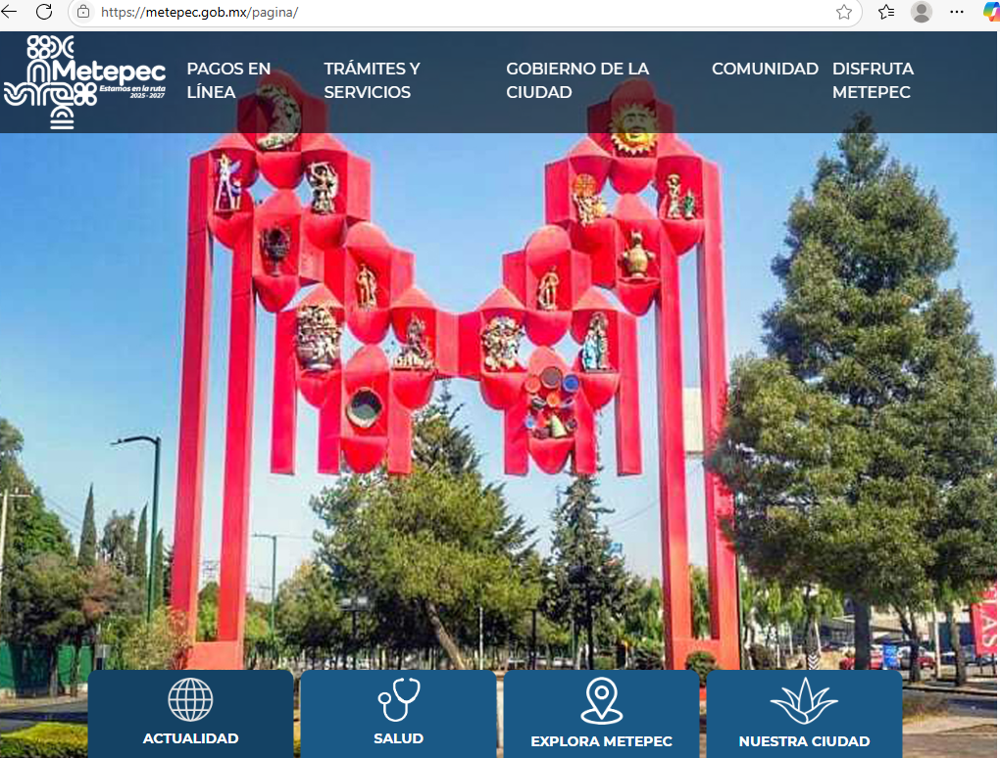 https://metepec.gob.mx/pagina/
Metepec
Estamos en la ruta
2025 - 2027
PAGOS EN
LÍNEA
TRÁMITES Y
SERVICIOS
GOBIERNO DE LA
CIUDAD
COMUNIDAD
DISFRUTA
METEPEC
ACTUALIDAD
SALUD
EXPLORA METEPEC
NUESTRA CIUDAD